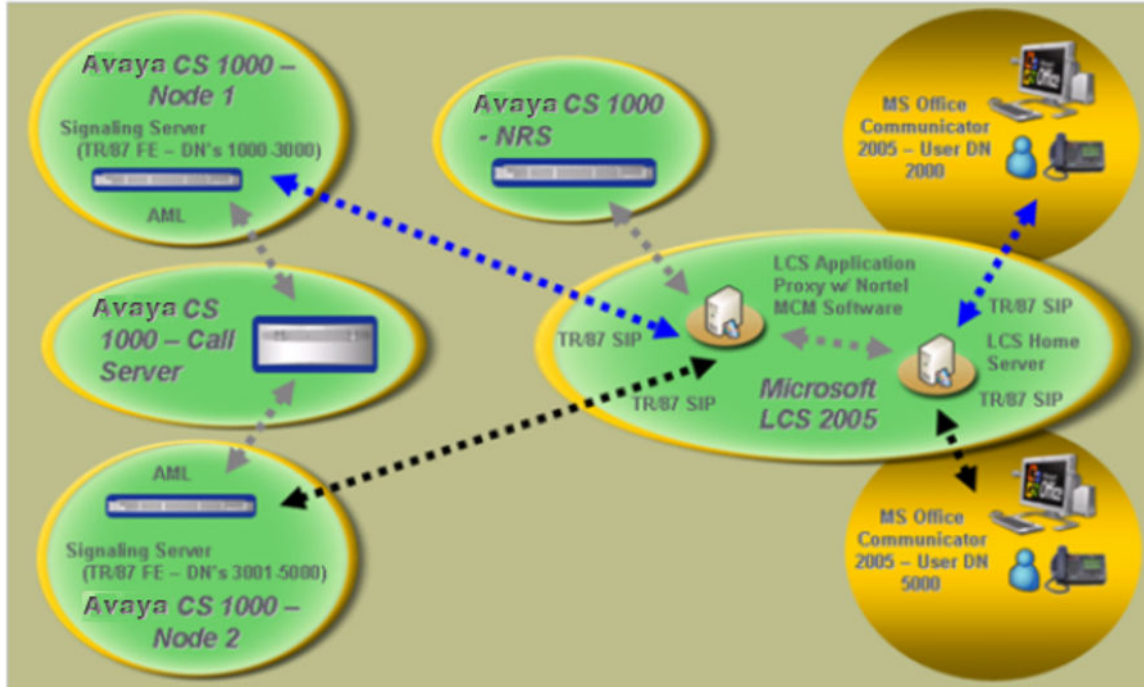 Avaya CS 1000 –
Node 1
Signaling Server
(TR/87 FE – DN's 1000-3000)
AML
Avaya CS 1000
- NRS
MS Office
Communicator
2005 – User DN
2000
Avaya CS
1000 – Call
Server
LCS Application
Proxy w/ Nortel
MCM Software
TR/87 SIP
TR/87 SIP
LCS Home
Server
TR/87 SIP
TR/87 SIP
Microsoft
LCS 2005
AML
Signaling Server
(TR/87 FE – DN's 3001-5000)
Avaya CS 1000 –
Node 2
MS Office
Communicator
2005 – User DN
5000
Office
Office